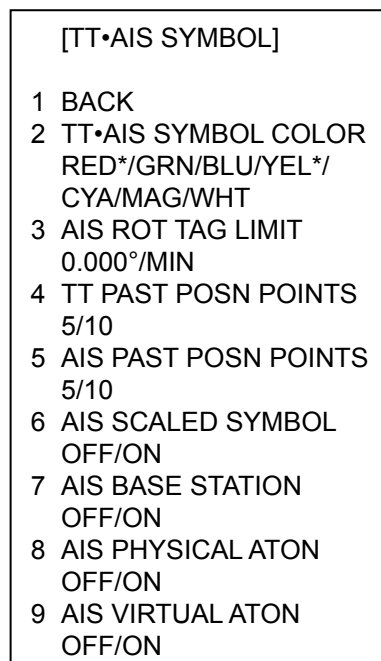 [TT•AIS SYMBOL]
1 BACK
2 TT•AIS SYMBOL COLOR
RED*/GRN/BLU/YEL*/
CYA/MAG/WHT
3 AIS ROT TAG LIMIT
0.000°/MIN
4 TT PAST POSN POINTS
5/10
5 AIS PAST POSN POINTS
5/10
6 AIS SCALED SYMBOL
OFF/ON
7 AIS BASE STATION
OFF/ON
8 AIS PHYSICAL ATON
OFF/ON
9 AIS VIRTUAL ATON
OFF/ON